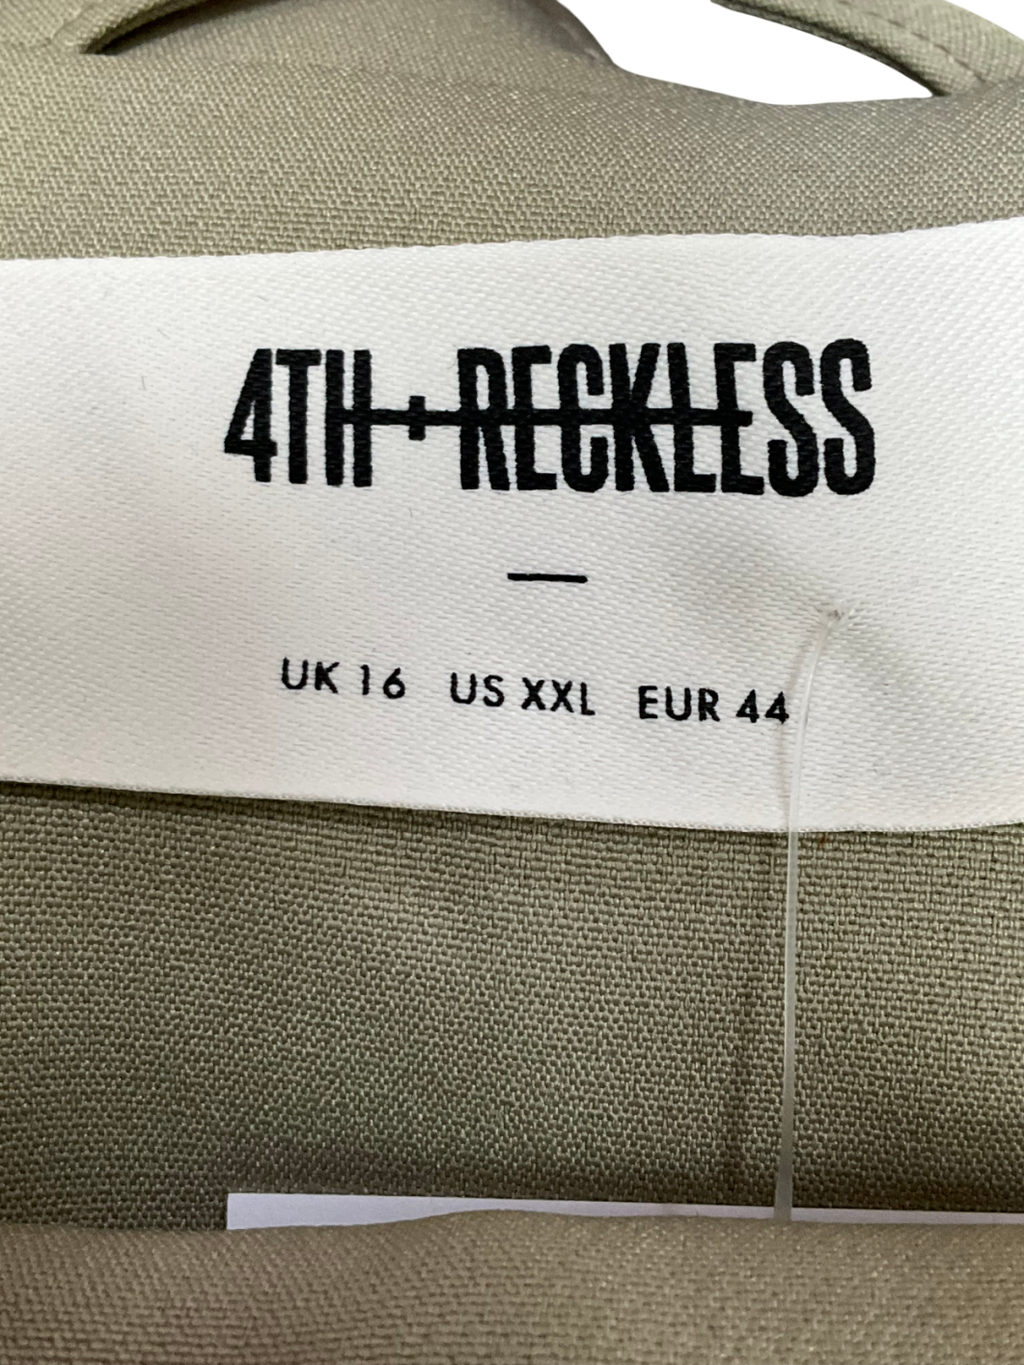 4TH+RECKLESS
—
UK 16 US XXL EUR 44